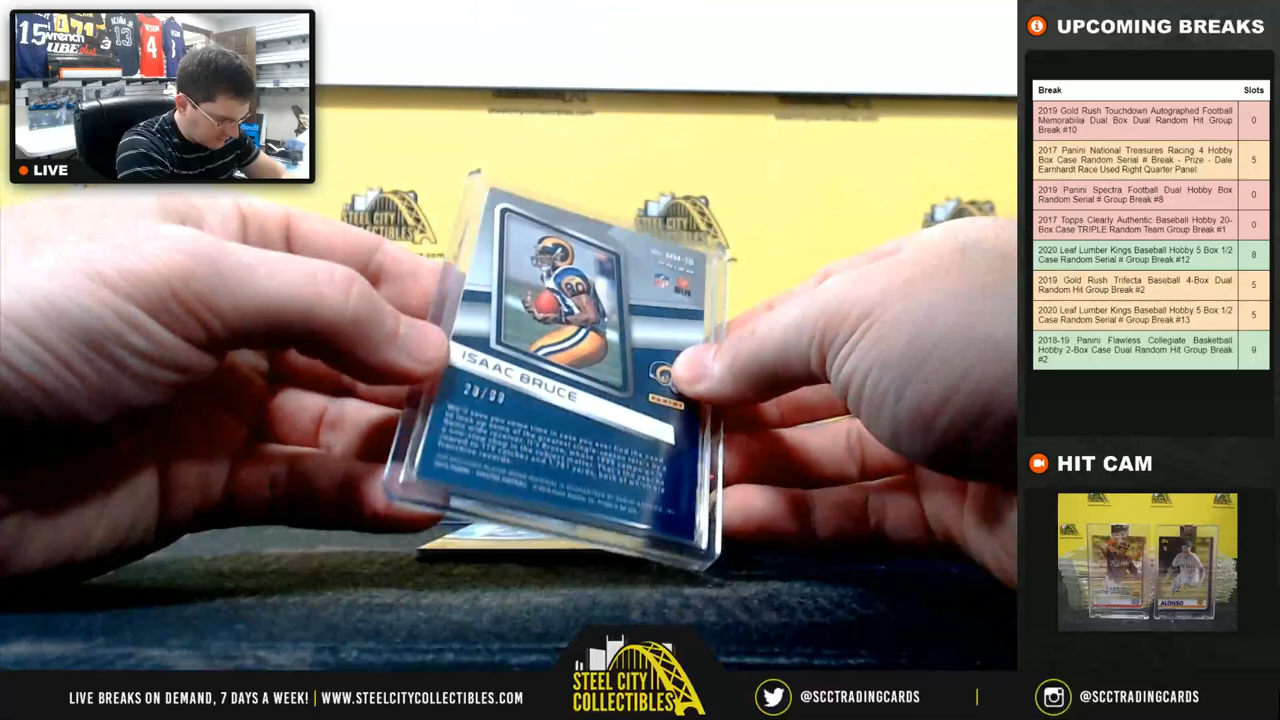 LIVE
UPCOMING BREAKS
Break Slots
2019 Gold Rush Touchdown Autographed Football
Memorabilia Dual Box Dual Random Hit Group
Break #10
0
2017 Panini National Treasures Racing 4 Hobby
Box Case Random Serial # Break - Prize - Dale
Earnhardt Race Used Right Quarter Panel
5
2019 Panini Spectra Football Dual Hobby Box
Random Serial # Group Break #8
0
2017 Topps Clearly Authentic Baseball Hobby 20-
Box Case TRIPLE Random Team Group Break #1
0
2020 Leaf Lumber Kings Baseball Hobby 5 Box 1/2
Case Random Serial # Group Break #12
8
2019 Gold Rush Trifecta Baseball 4-Box Dual
Random Hit Group Break #2
5
2020 Leaf Lumber Kings Baseball Hobby 5 Box 1/2
Case Random Serial # Group Break #13
5
2018-19 Panini Flawless Collegiate Basketball
Hobby 2-Box Case Dual Random Hit Group Break
#2
9
HIT CAM
ALONSO
ISAAC BRUCE
PANINI
STEEL CITY
COLLECTIBLES
LIVE BREAKS ON DEMAND, 7 DAYS A WEEK! | WWW.STEELCITYCOLLECTIBLES.COM
STEEL CITY
COLLECTIBLES
@SCCTRADINGCARDS | @SCCTRADINGCARDS